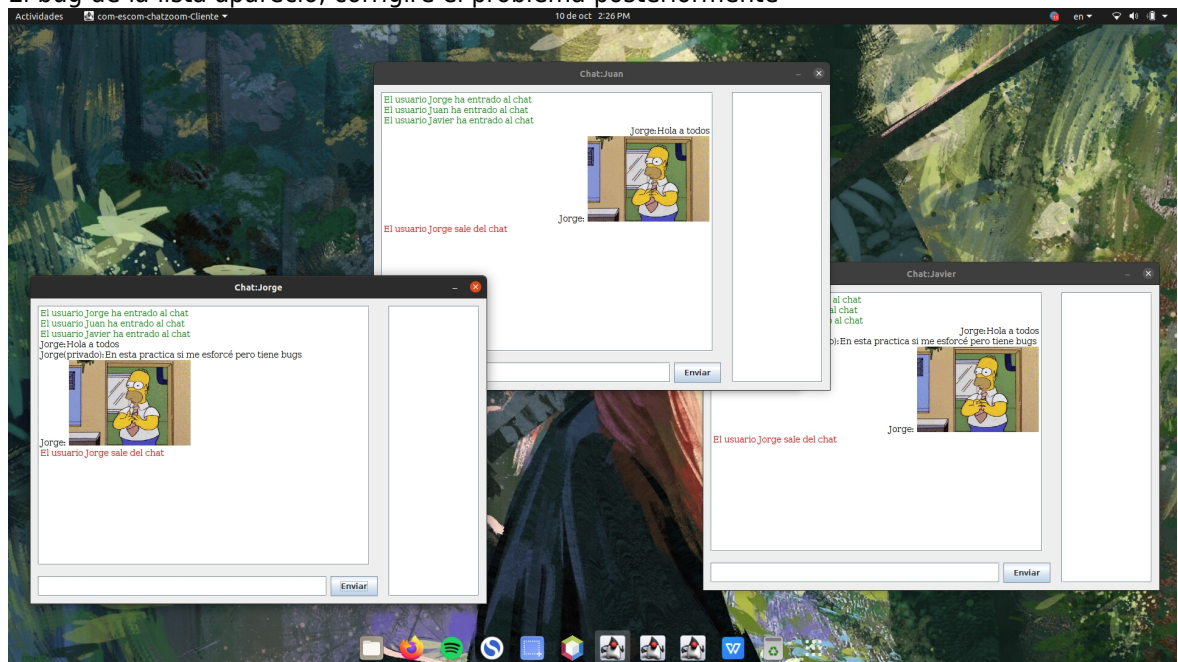 El bug de la lista apareció, corrigiré el problema posteriormente
Actividades com-escom-chatzoom-Cliente 10 de oct 2:26 PM en
Chat:Juan
El usuario Jorge ha entrado al chat
El usuario Juan ha entrado al chat
El usuario Javier ha entrado al chat
Jorge:Hola a todos
Jorge:
El usuario Jorge sale del chat
Enviar
Chat:Jorge
El usuario Jorge ha entrado al chat
El usuario Juan ha entrado al chat
El usuario Javier ha entrado al chat
Jorge:Hola a todos
Jorge(privado):En esta practica si me esforcé pero tiene bugs
Jorge:
El usuario Jorge sale del chat
Enviar
Chat:Javier
al chat
al chat
al chat
Jorge:Hola a todos
o):En esta practica si me esforcé pero tiene bugs
Jorge:
El usuario Jorge sale del chat
Enviar